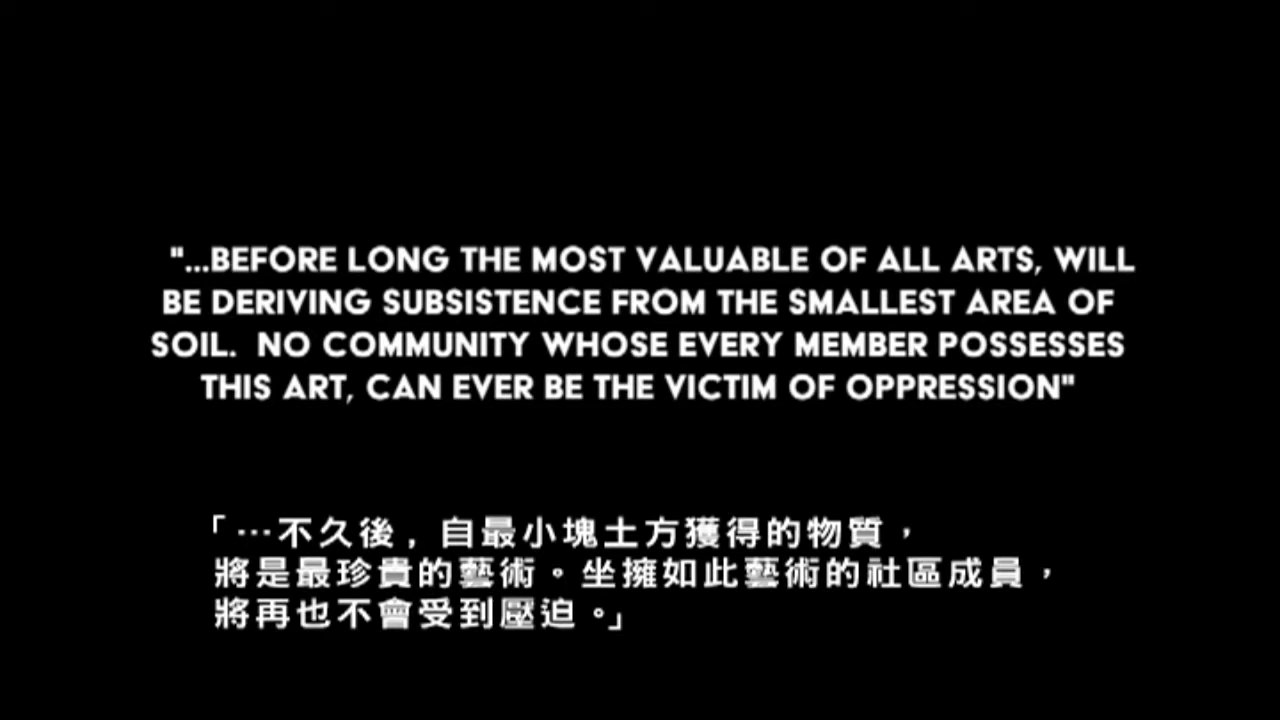 "...BEFORE LONG THE MOST VALUABLE OF ALL ARTS, WILL
BE DERIVING SUBSISTENCE FROM THE SMALLEST AREA OF
SOIL. NO COMMUNITY WHOSE EVERY MEMBER POSSESSES
THIS ART, CAN EVER BE THE VICTIM OF OPPRESSION"
「…不久後，自最小塊土方獲得的物質，
將是最珍貴的藝術。坐擁如此藝術的社區成員，
將再也不會受到壓迫。」